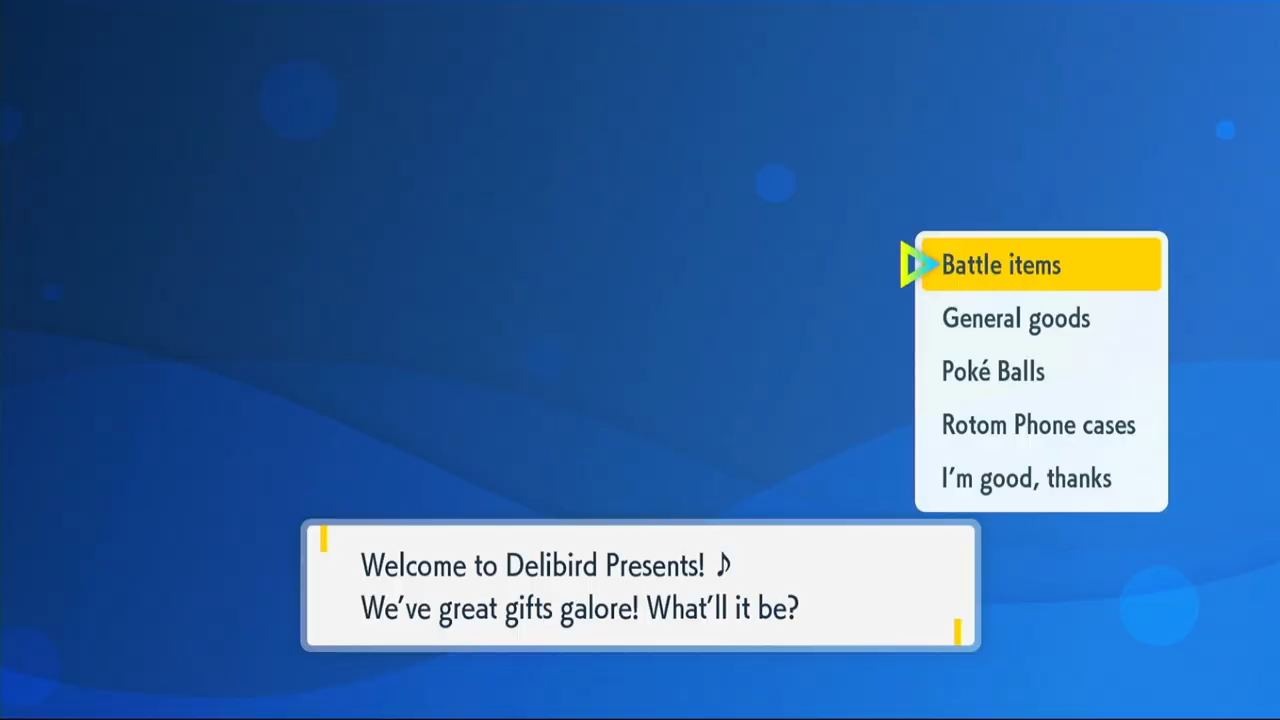 Battle items
General goods
Poké Balls
Rotom Phone cases
I'm good, thanks
Welcome to Delibird Presents! ♪
We've great gifts galore! What'll it be?